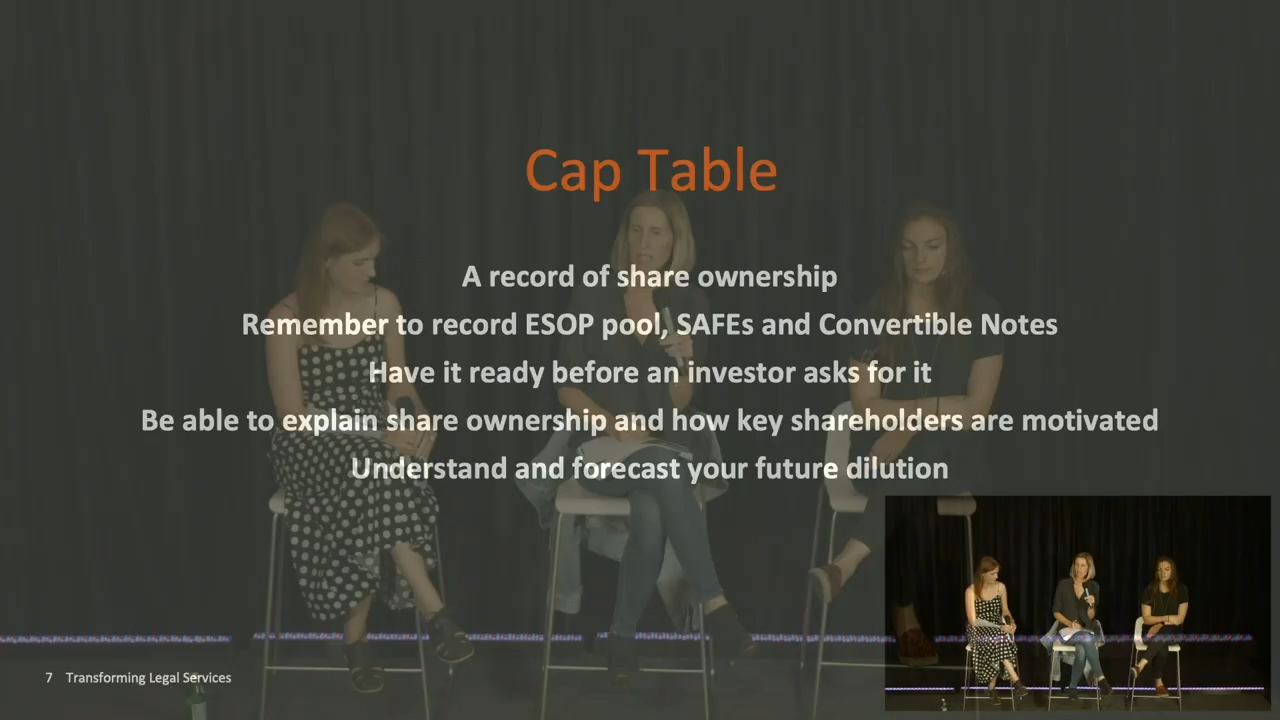 Cap Table
A record of share ownership
Remember to record ESOP pool, SAFEs and Convertible Notes
Have it ready before an investor asks for it
Be able to explain share ownership and how key shareholders are motivated
Understand and forecast your future dilution
7 Transforming Legal Services